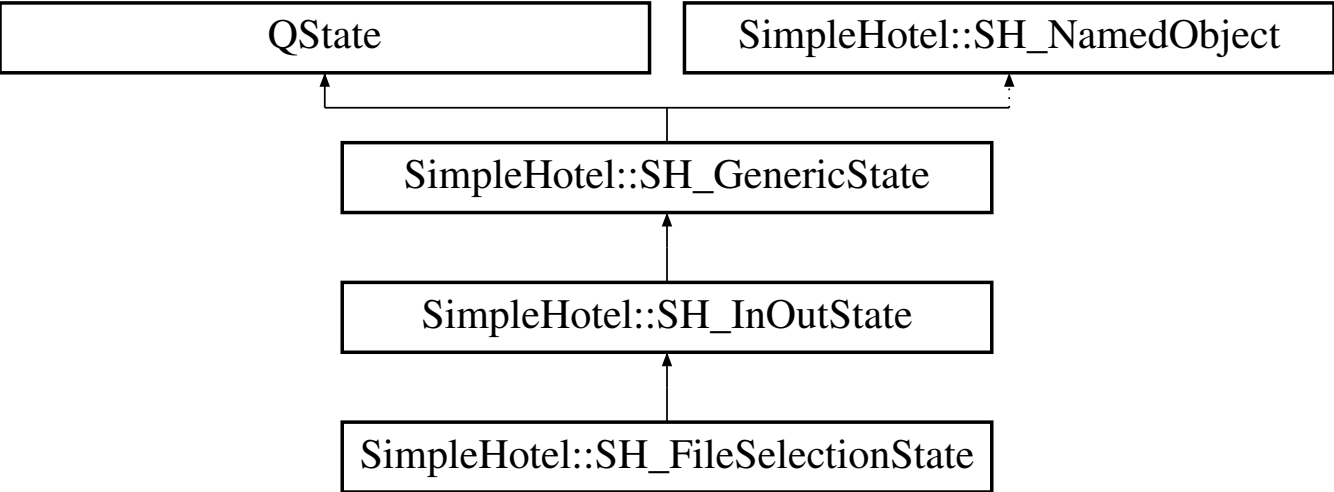 QState
SimpleHotel::SH_NamedObject
SimpleHotel::SH_GenericState
SimpleHotel::SH_InOutState
SimpleHotel::SH_FileSelectionState